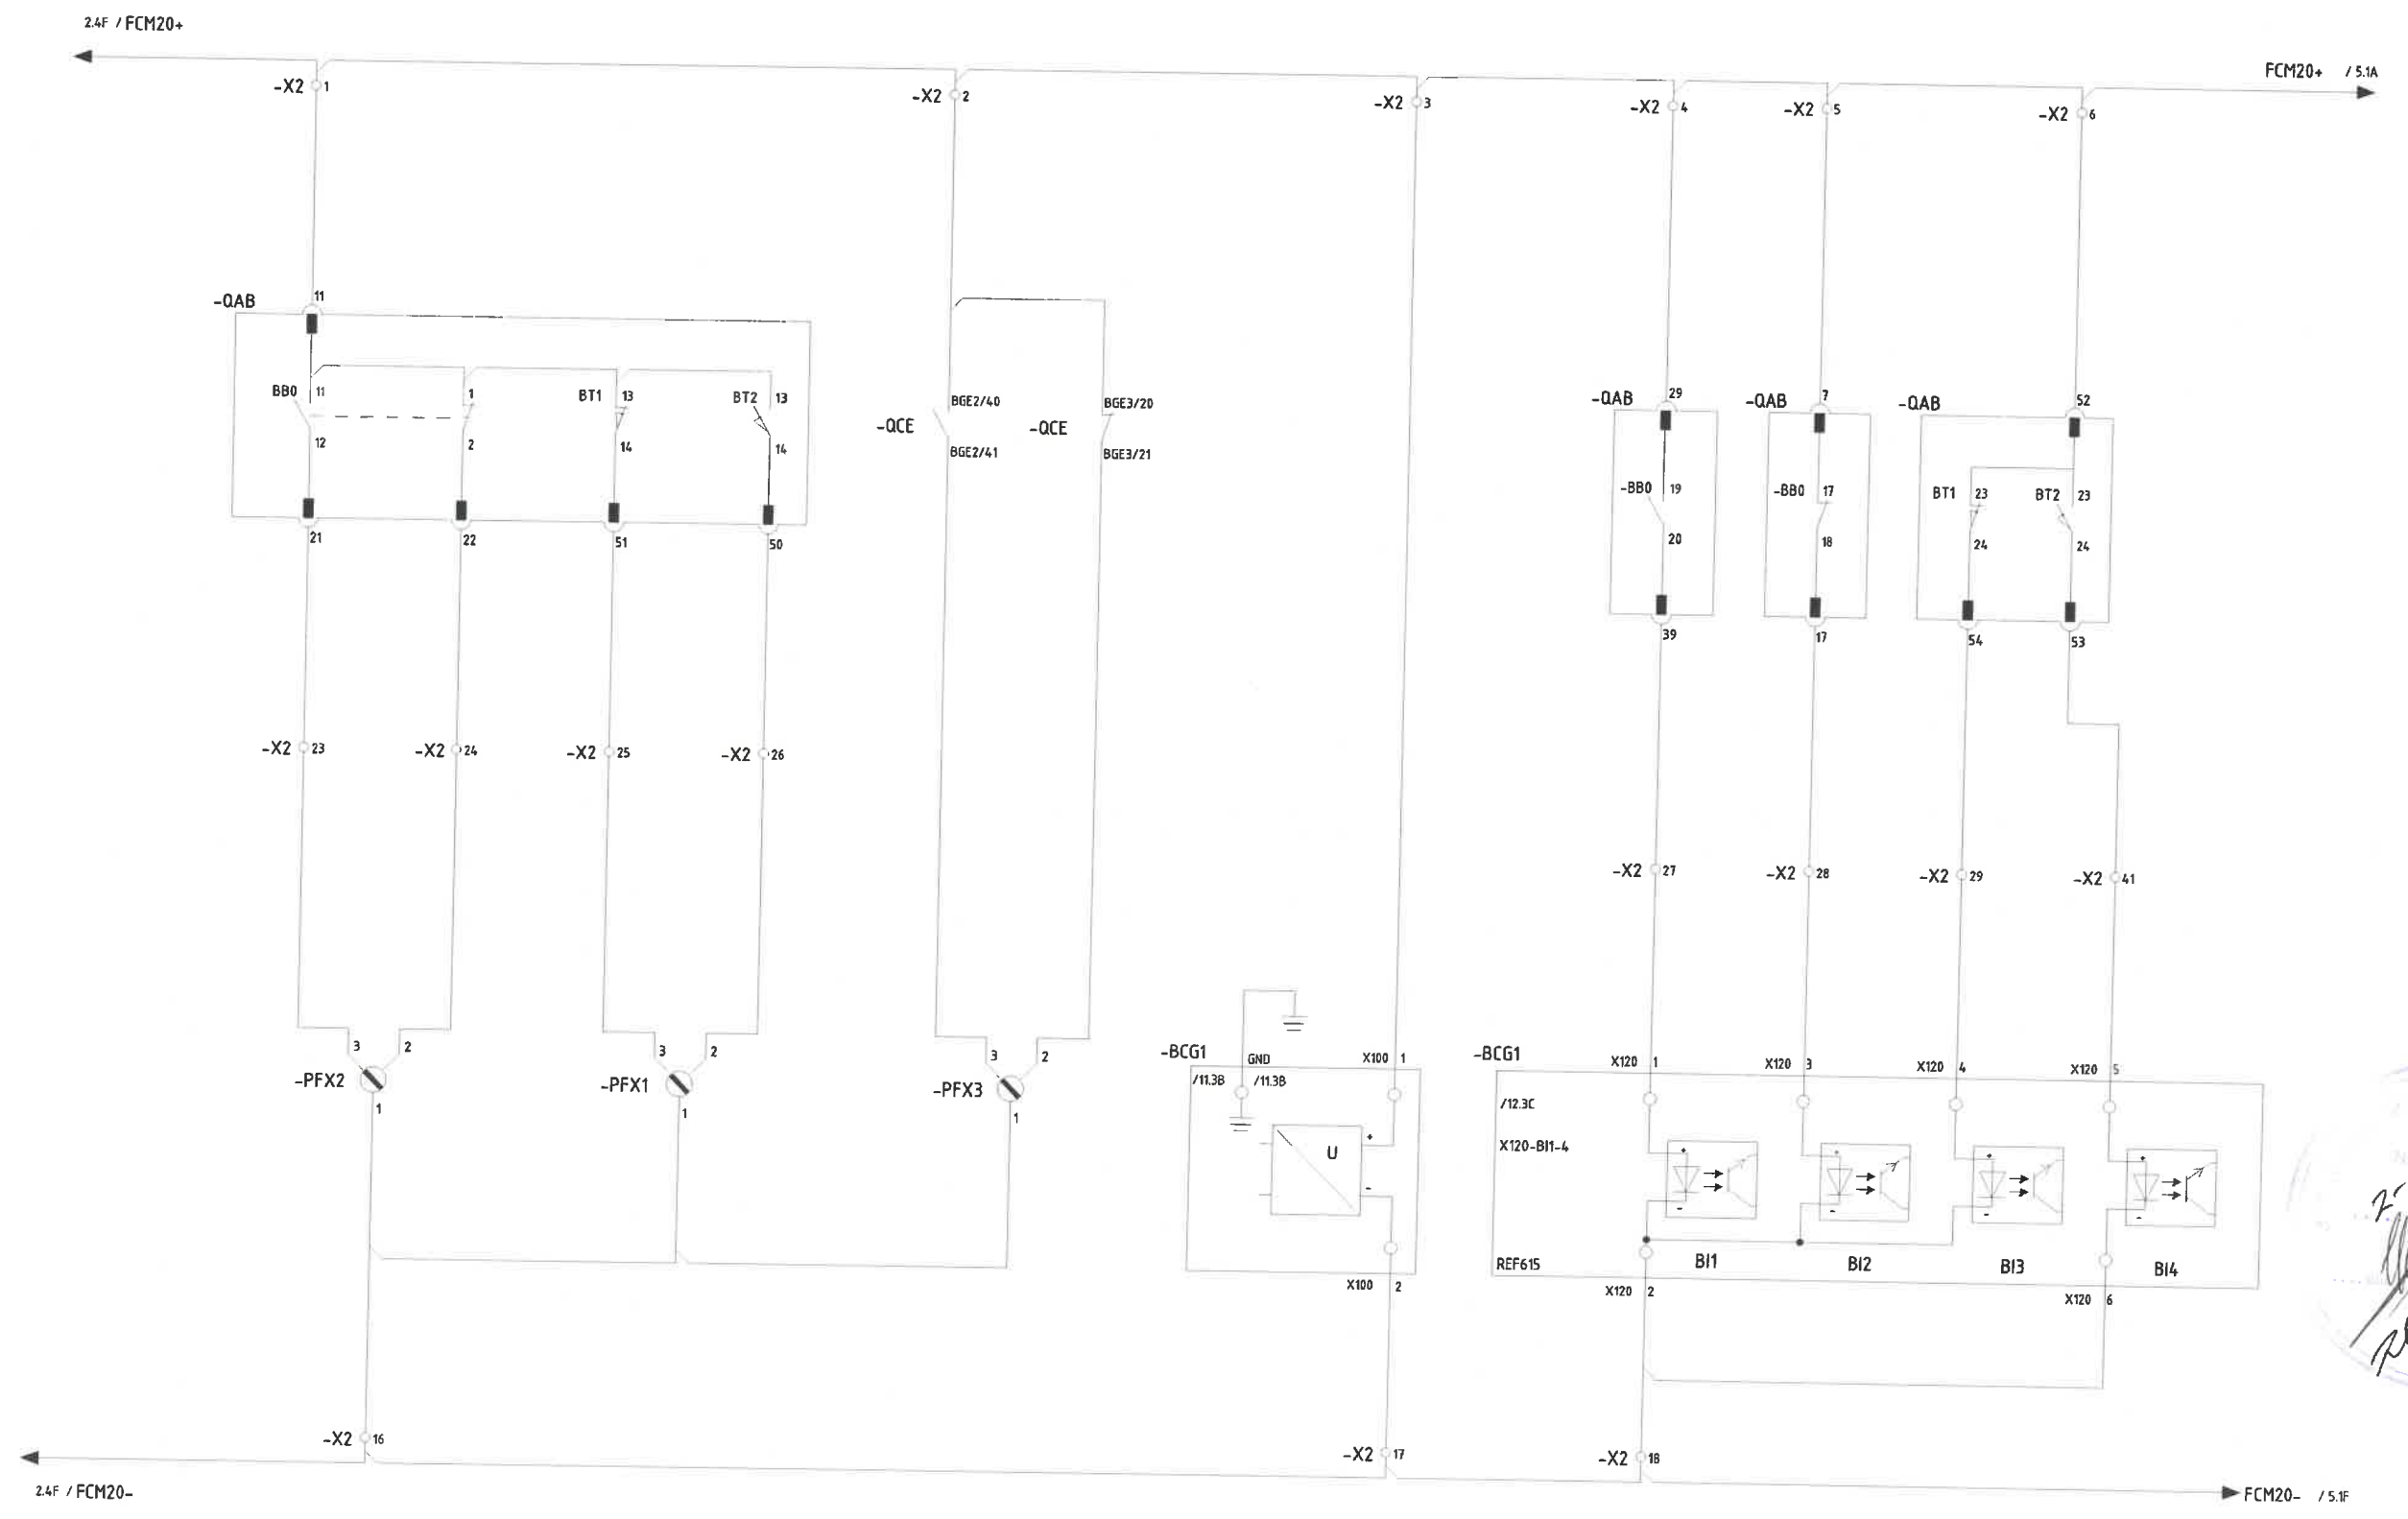 2.4F / FCM20+
FCM20+ / 5.1A
-X2 1
-X2 2
-X2 3
-X2 4
-X2 5
-X2 6
-QAB 11
BB0 11 1 BT1 13 BT2 13
12 2 14 14
21 22 51 50
-QCE BGE2/40 BGE2/41
-QCE BGE3/20 BGE3/21
-QAB 29
-BB0 19
20
39
-QAB 7
-BB0 17
18
17
-QAB 52
BT1 23 BT2 23
24 24
54 53
-X2 23 -X2 24 -X2 25 -X2 26
-X2 27 -X2 28 -X2 29 -X2 41
3 2 3 2 3 2
-PFX2 -PFX1 -PFX3
1 1 1
-BCG1 GND X100 1
/11.3B /11.3B
U
+
-
X100 2
-BCG1 X120 1 X120 3 X120 4 X120 5
/12.3C
X120-BI1-4
+ + + +
- - - -
REF615 BI1 BI2 BI3 BI4
X120 2 X120 6
-X2 16 -X2 17 -X2 18
2.4F / FCM20-
FCM20- / 5.1F